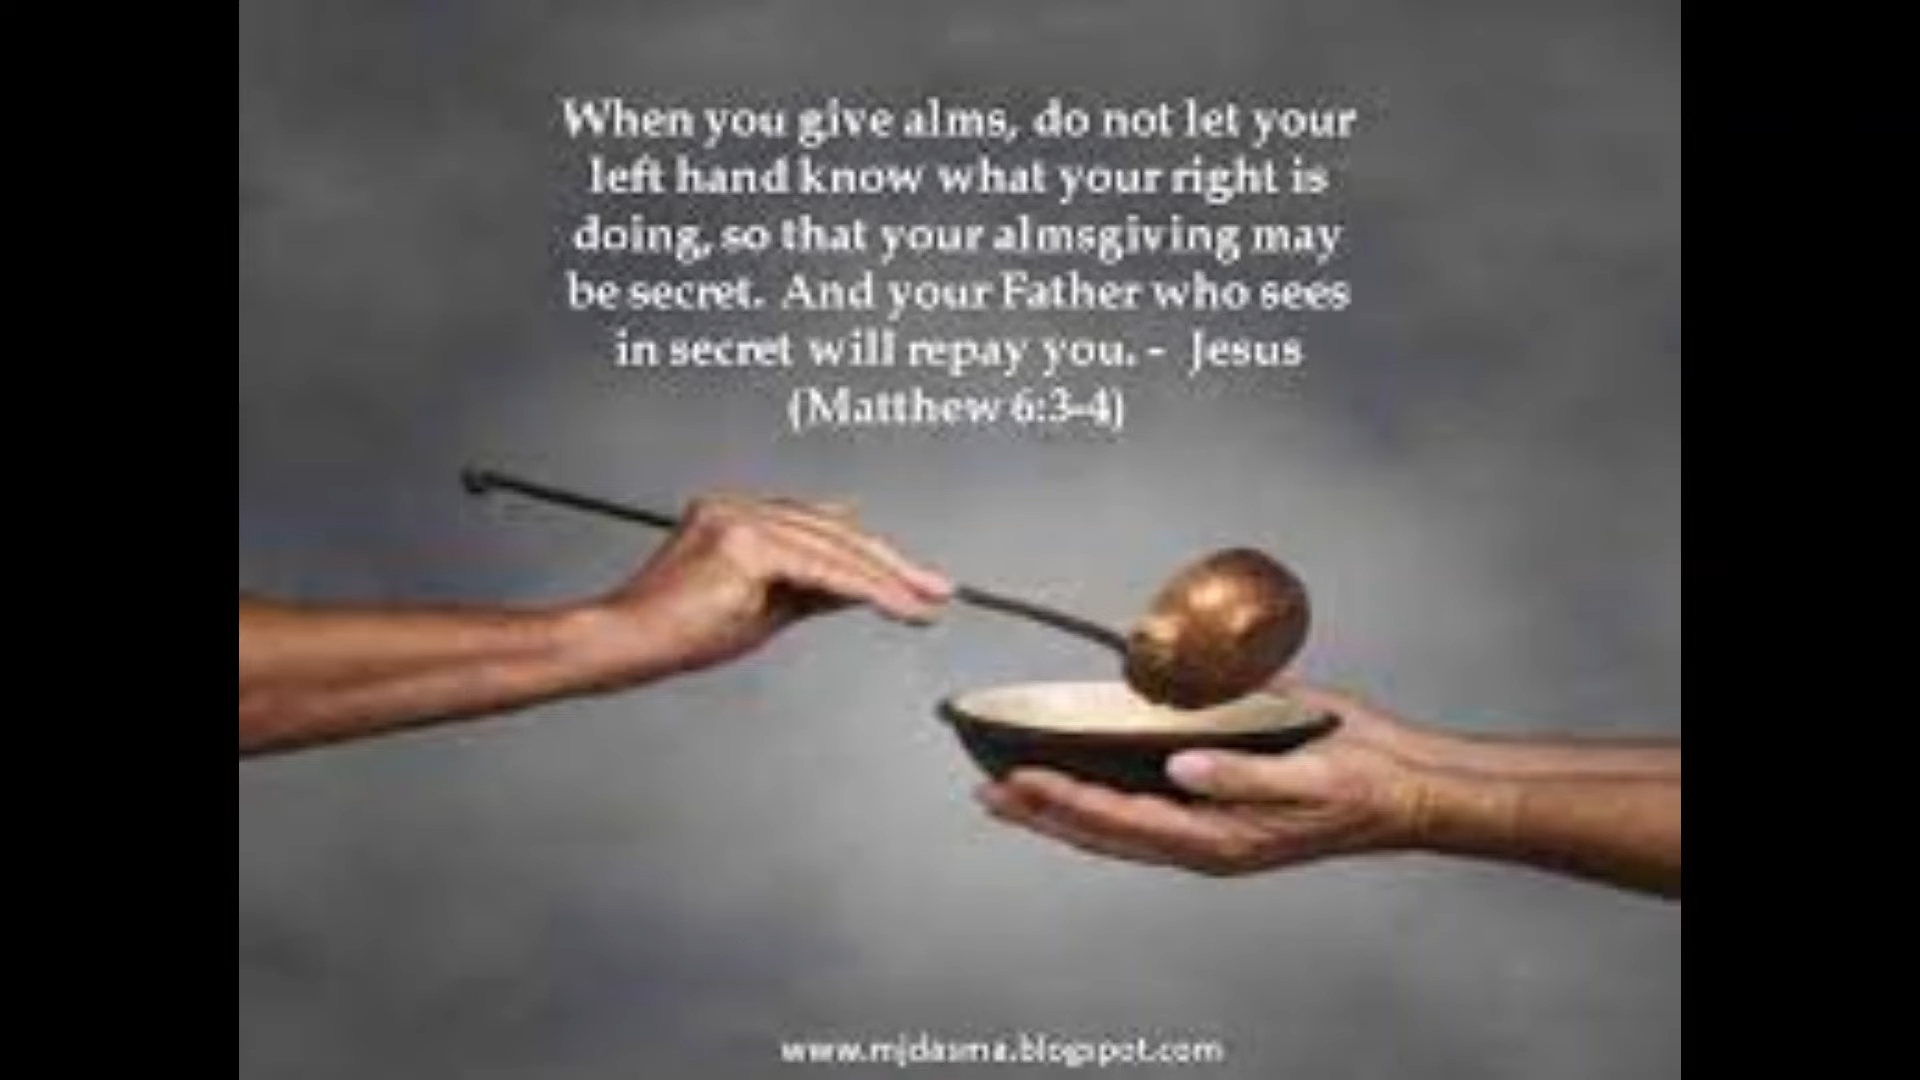 When you give alms, do not let your
left hand know what your right is
doing, so that your almsgiving may
be secret. And your Father who sees
in secret will repay you. - Jesus
(Matthew 6:3-4)
www.mjdasma.blogspot.com